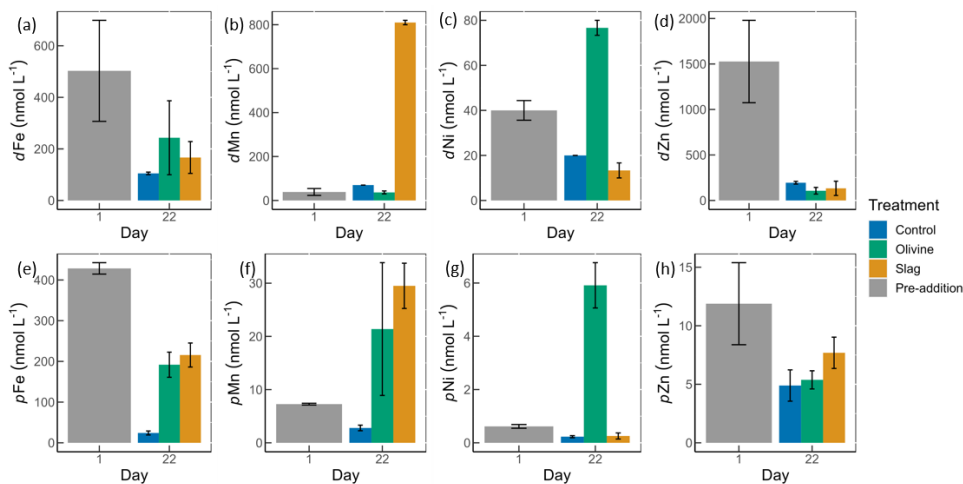 (a)
dFe (nmol L⁻¹)
600
400
200
0
1
22
Day
(b)
dMn (nmol L⁻¹)
800
600
400
200
0
1
22
Day
(c)
dNi (nmol L⁻¹)
80
60
40
20
0
1
22
Day
(d)
dZn (nmol L⁻¹)
2000
1500
1000
500
0
1
22
Day
(e)
pFe (nmol L⁻¹)
400
300
200
100
0
1
22
Day
(f)
pMn (nmol L⁻¹)
30
20
10
0
1
22
Day
(g)
pNi (nmol L⁻¹)
6
4
2
0
1
22
Day
(h)
pZn (nmol L⁻¹)
15
10
5
0
1
22
Day
Treatment
Control
Olivine
Slag
Pre-addition